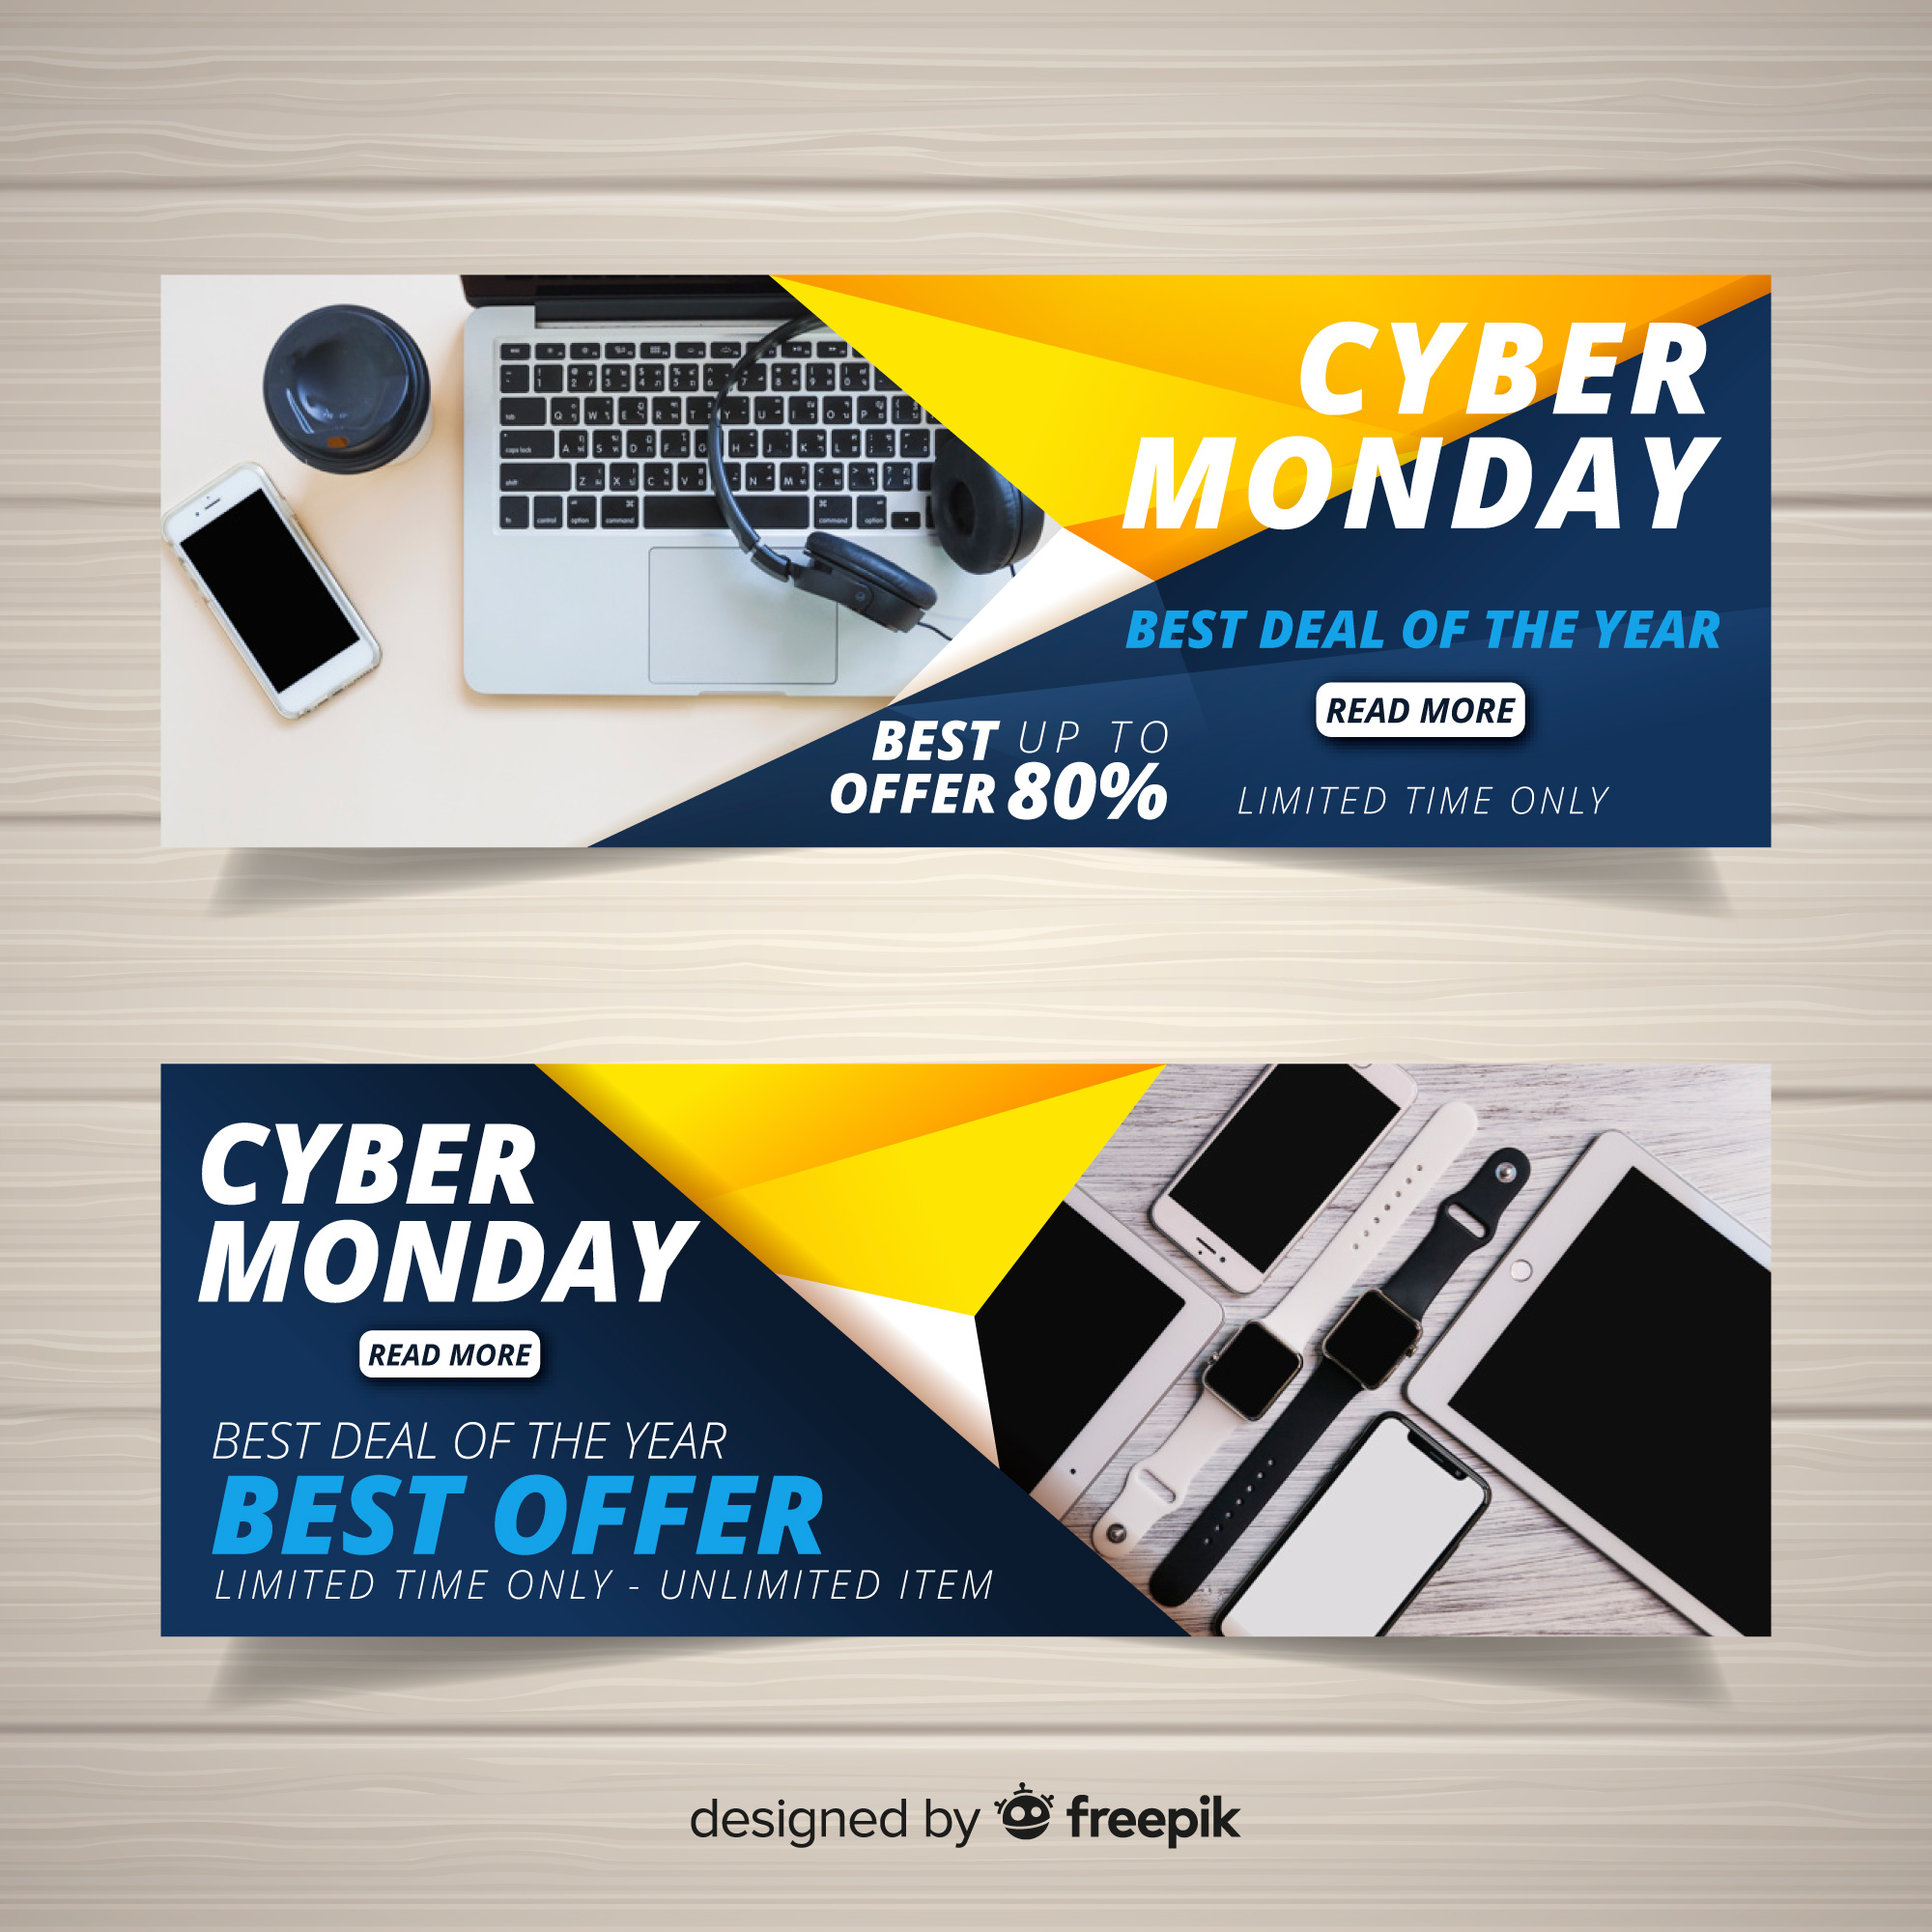 CYBER
MONDAY
BEST DEAL OF THE YEAR
READ MORE
BEST UP TO
OFFER 80%
LIMITED TIME ONLY
CYBER
MONDAY
READ MORE
BEST DEAL OF THE YEAR
BEST OFFER
LIMITED TIME ONLY - UNLIMITED ITEM
designed by freepik